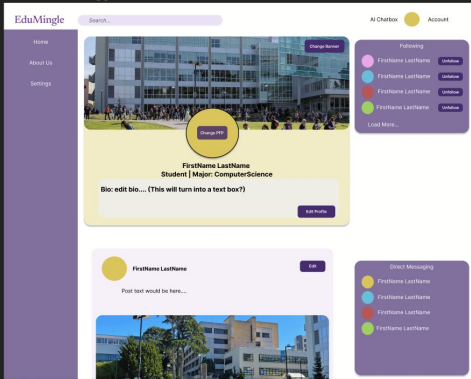 EduMingle
Search...
AI Chatbox
Account
Home
About Us
Settings
Change Banner
Change PFP
FirstName LastName
Student | Major: ComputerScience
Bio: edit bio.... (This will turn into a text box?)
Edit Profile
Following
FirstName LastName Unfollow
FirstName LastName Unfollow
FirstName LastName Unfollow
FirstName LastName Unfollow
Load More...
FirstName LastName
Edit
Post text would be here....
Direct Messaging
FirstName LastName
FirstName LastName
FirstName LastName
FirstName LastName